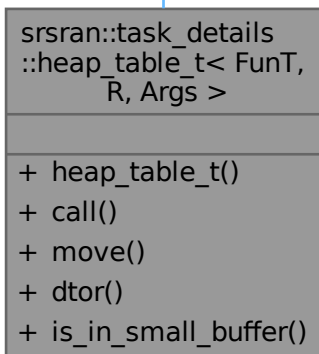 srsran::task_details
::heap_table_t< FunT,
R, Args >
+ heap_table_t()
+ call()
+ move()
+ dtor()
+ is_in_small_buffer()